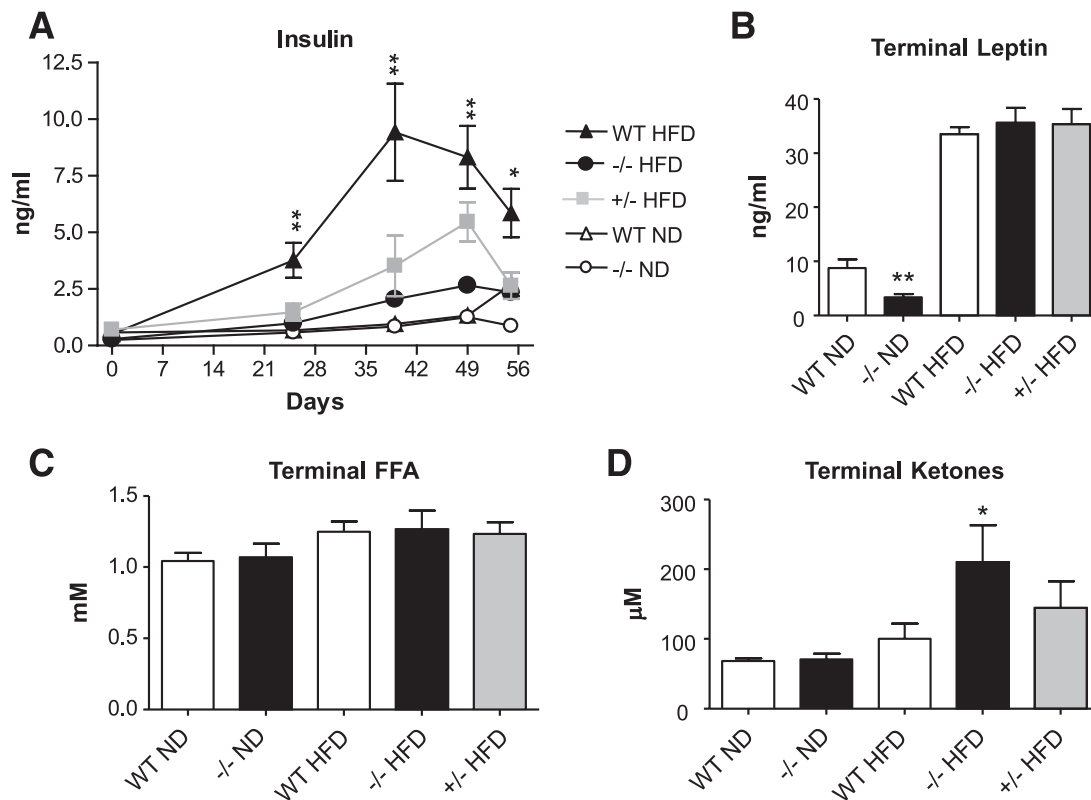 A
Insulin
12.5
10.0
7.5
5.0
2.5
0.0
ng/ml
**
**
**
*
0 7 14 21 28 35 42 49 56
Days
WT HFD
-/- HFD
+/- HFD
WT ND
-/- ND
B
Terminal Leptin
40
30
20
10
0
ng/ml
**
WT ND
-/- ND
WT HFD
-/- HFD
+/- HFD
C
Terminal FFA
1.5
1.0
0.5
0.0
mM
WT ND
-/- ND
WT HFD
-/- HFD
+/- HFD
D
Terminal Ketones
300
200
100
0
μM
*
WT ND
-/- ND
WT HFD
-/- HFD
+/- HFD